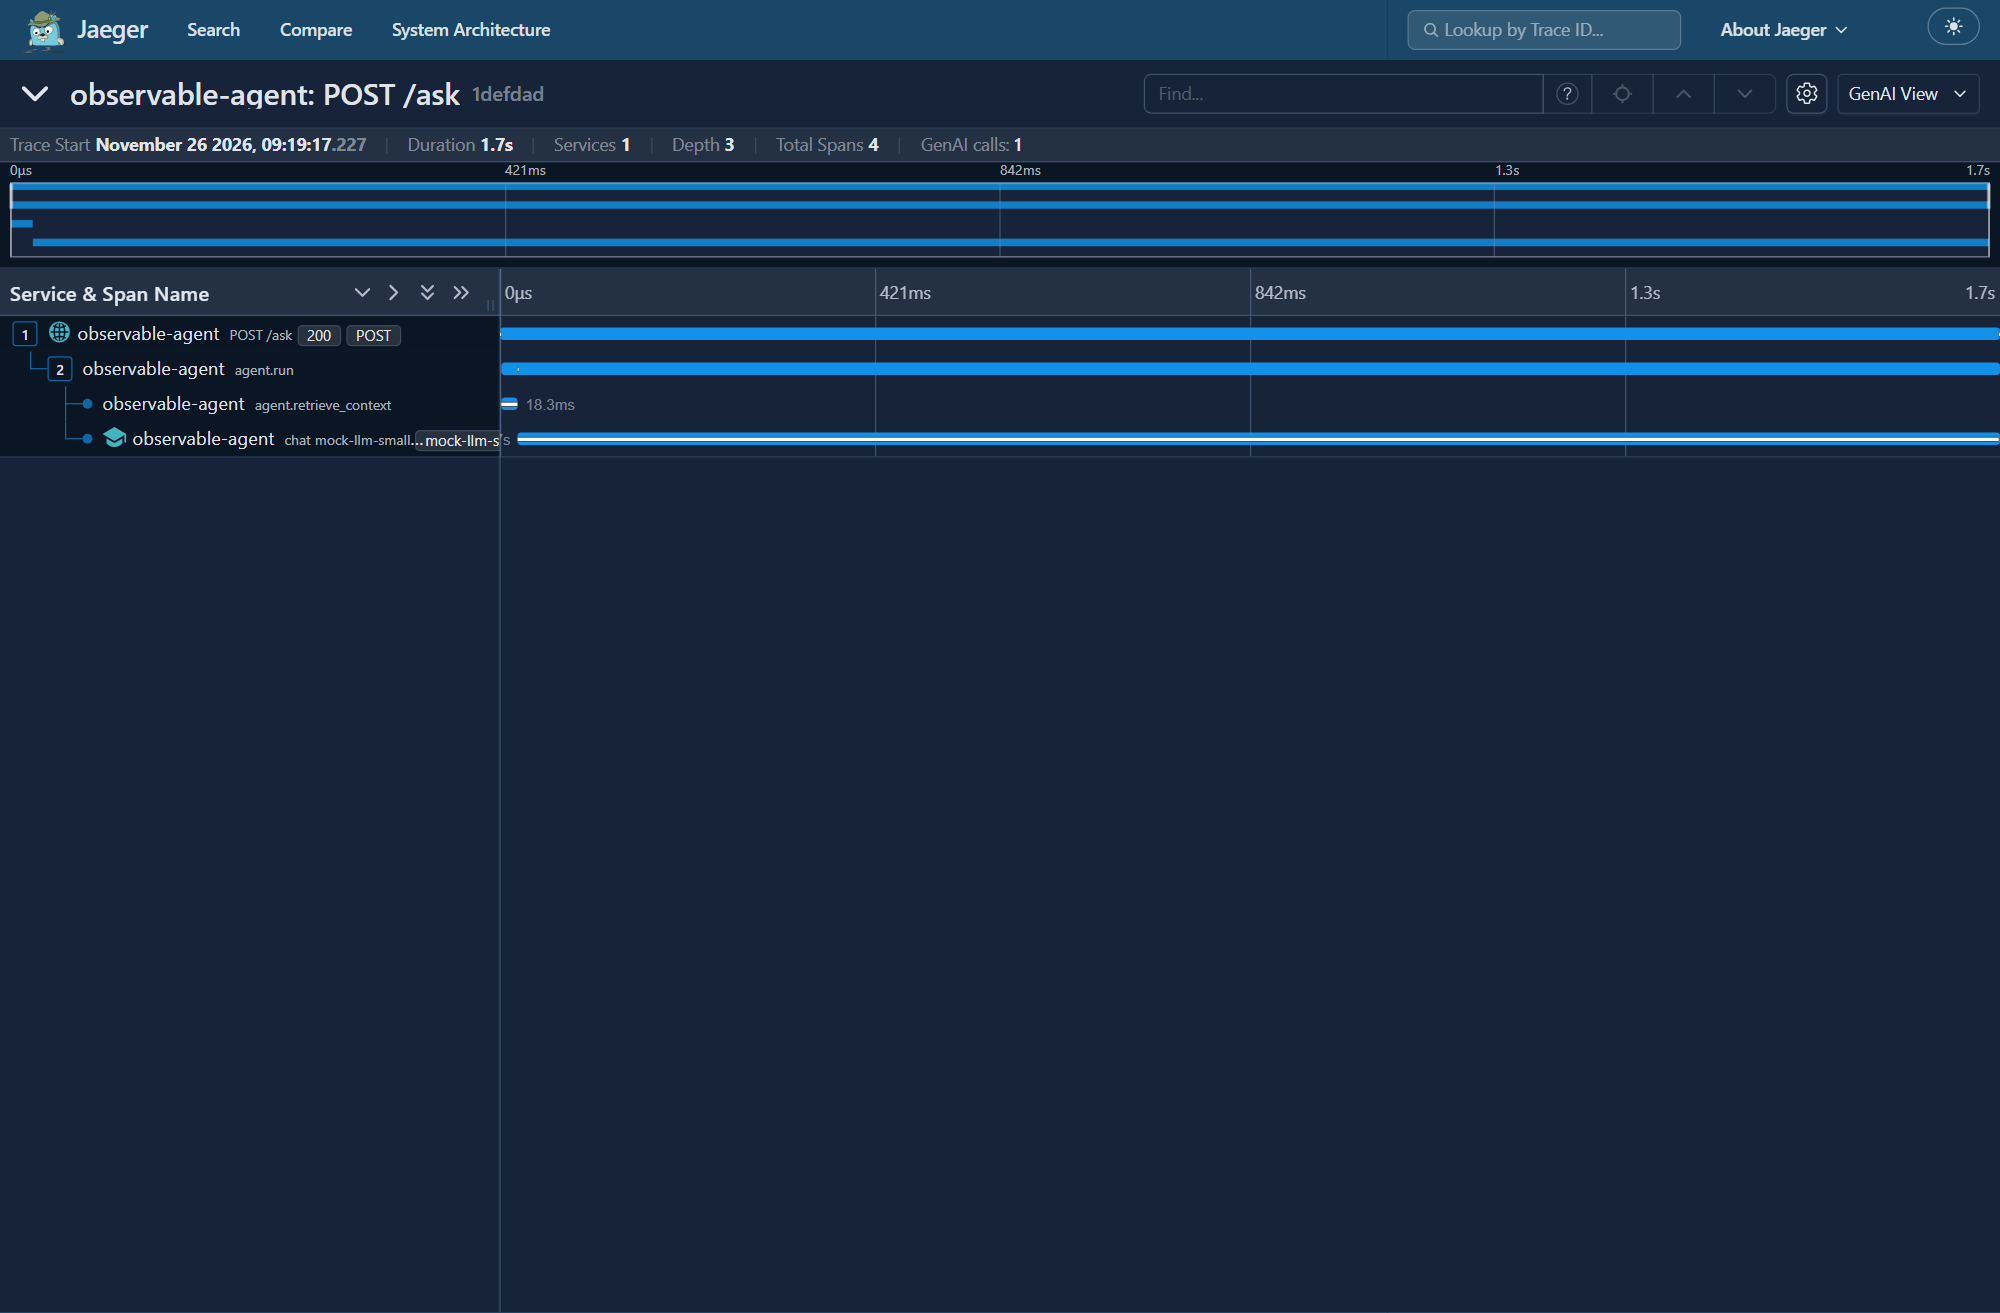 Jaeger Search Compare System Architecture Lookup by Trace ID... About Jaeger
observable-agent: POST /ask 1defdad Find... ? GenAI View
Trace Start November 26 2026, 09:19:17.227 Duration 1.7s Services 1 Depth 3 Total Spans 4 GenAI calls: 1
0μs 421ms 842ms 1.3s 1.7s
Service & Span Name 0μs 421ms 842ms 1.3s 1.7s
1 observable-agent POST /ask 200 POST
2 observable-agent agent.run
observable-agent agent.retrieve_context 18.3ms
observable-agent chat mock-llm-small... mock-llm-s